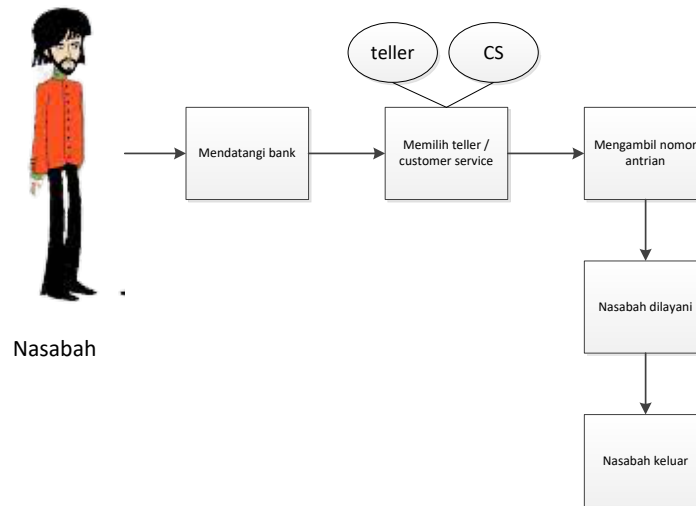 teller
CS
Mendatangi bank
Memilih teller /
customer service
Mengambil nomor
antrian
Nasabah dilayani
Nasabah
Nasabah keluar